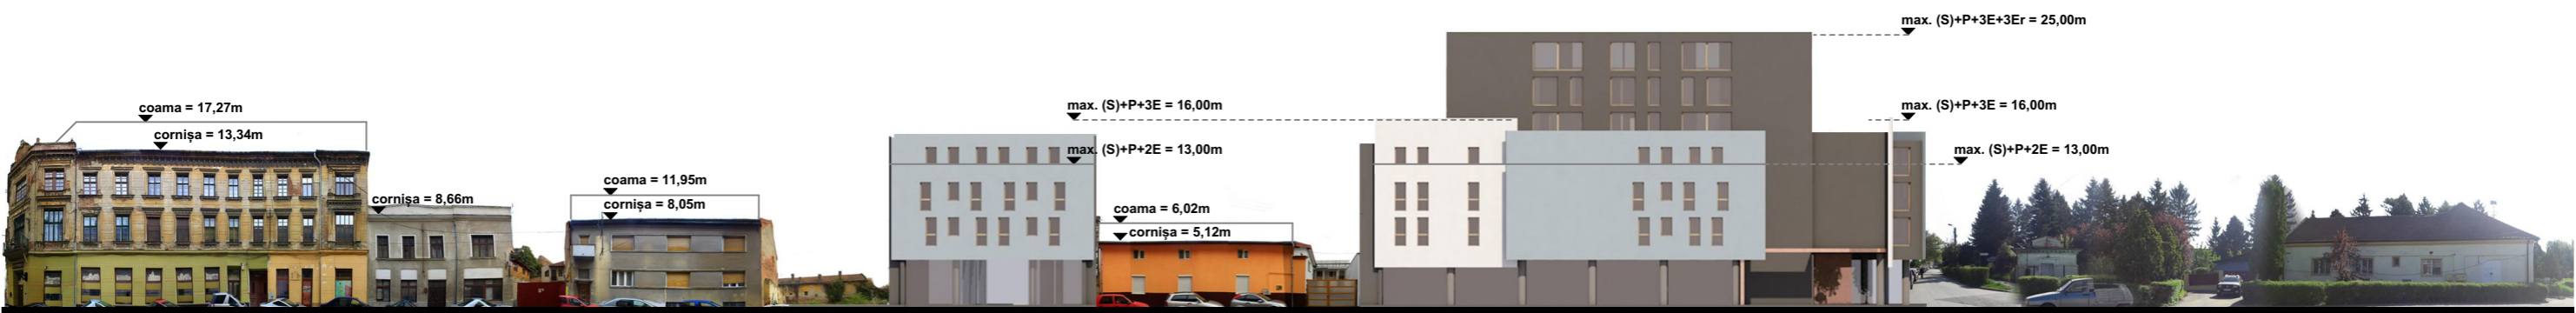 coama = 17,27m
cornișa = 13,34m
cornișa = 8,66m
coama = 11,95m
cornișa = 8,05m
max. (S)+P+3E = 16,00m
max. (S)+P+2E = 13,00m
coama = 6,02m
cornișa = 5,12m
max. (S)+P+3E+3Er = 25,00m
max. (S)+P+3E = 16,00m
max. (S)+P+2E = 13,00m